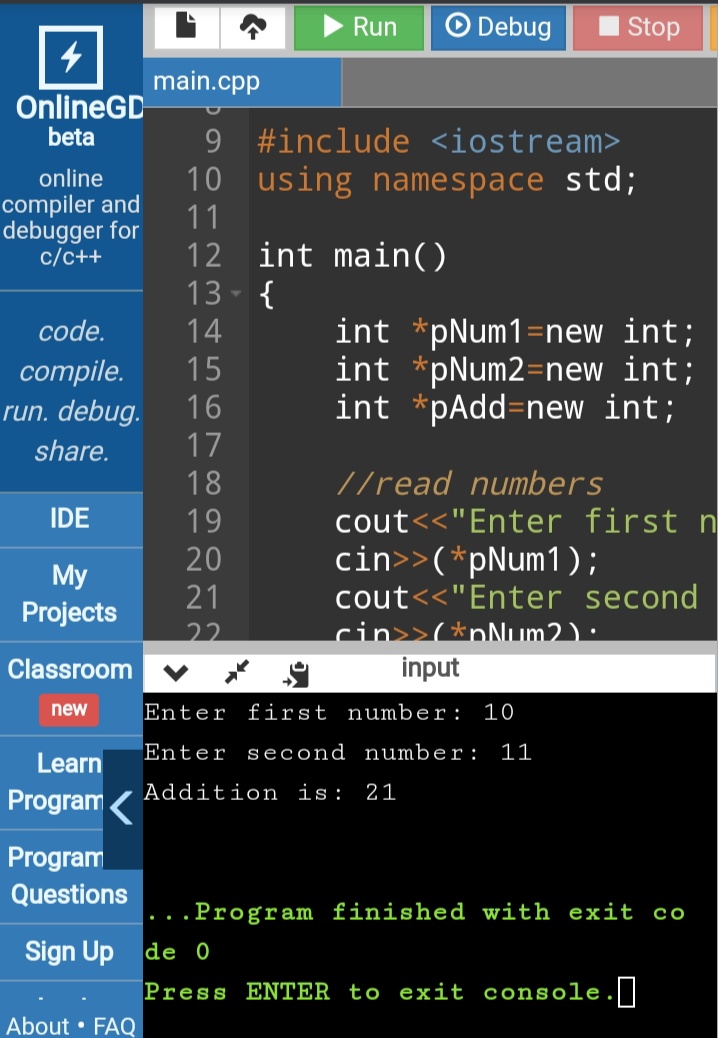 Run
Debug
Stop
OnlineGD
beta
online
compiler and
debugger for
c/c++
code.
compile.
run. debug.
share.
IDE
My
Projects
Classroom
new
Learn
Program
Program
Questions
Sign Up
About • FAQ
main.cpp
9 #include <iostream>
10 using namespace std;
11
12 int main()
13 {
14 int *pNum1=new int;
15 int *pNum2=new int;
16 int *pAdd=new int;
17
18 //read numbers
19 cout<<"Enter first n
20 cin>>(*pNum1);
21 cout<<"Enter second
22 cin>>(*pNum2);
input
Enter first number: 10
Enter second number: 11
Addition is: 21
...Program finished with exit co
de 0
Press ENTER to exit console.